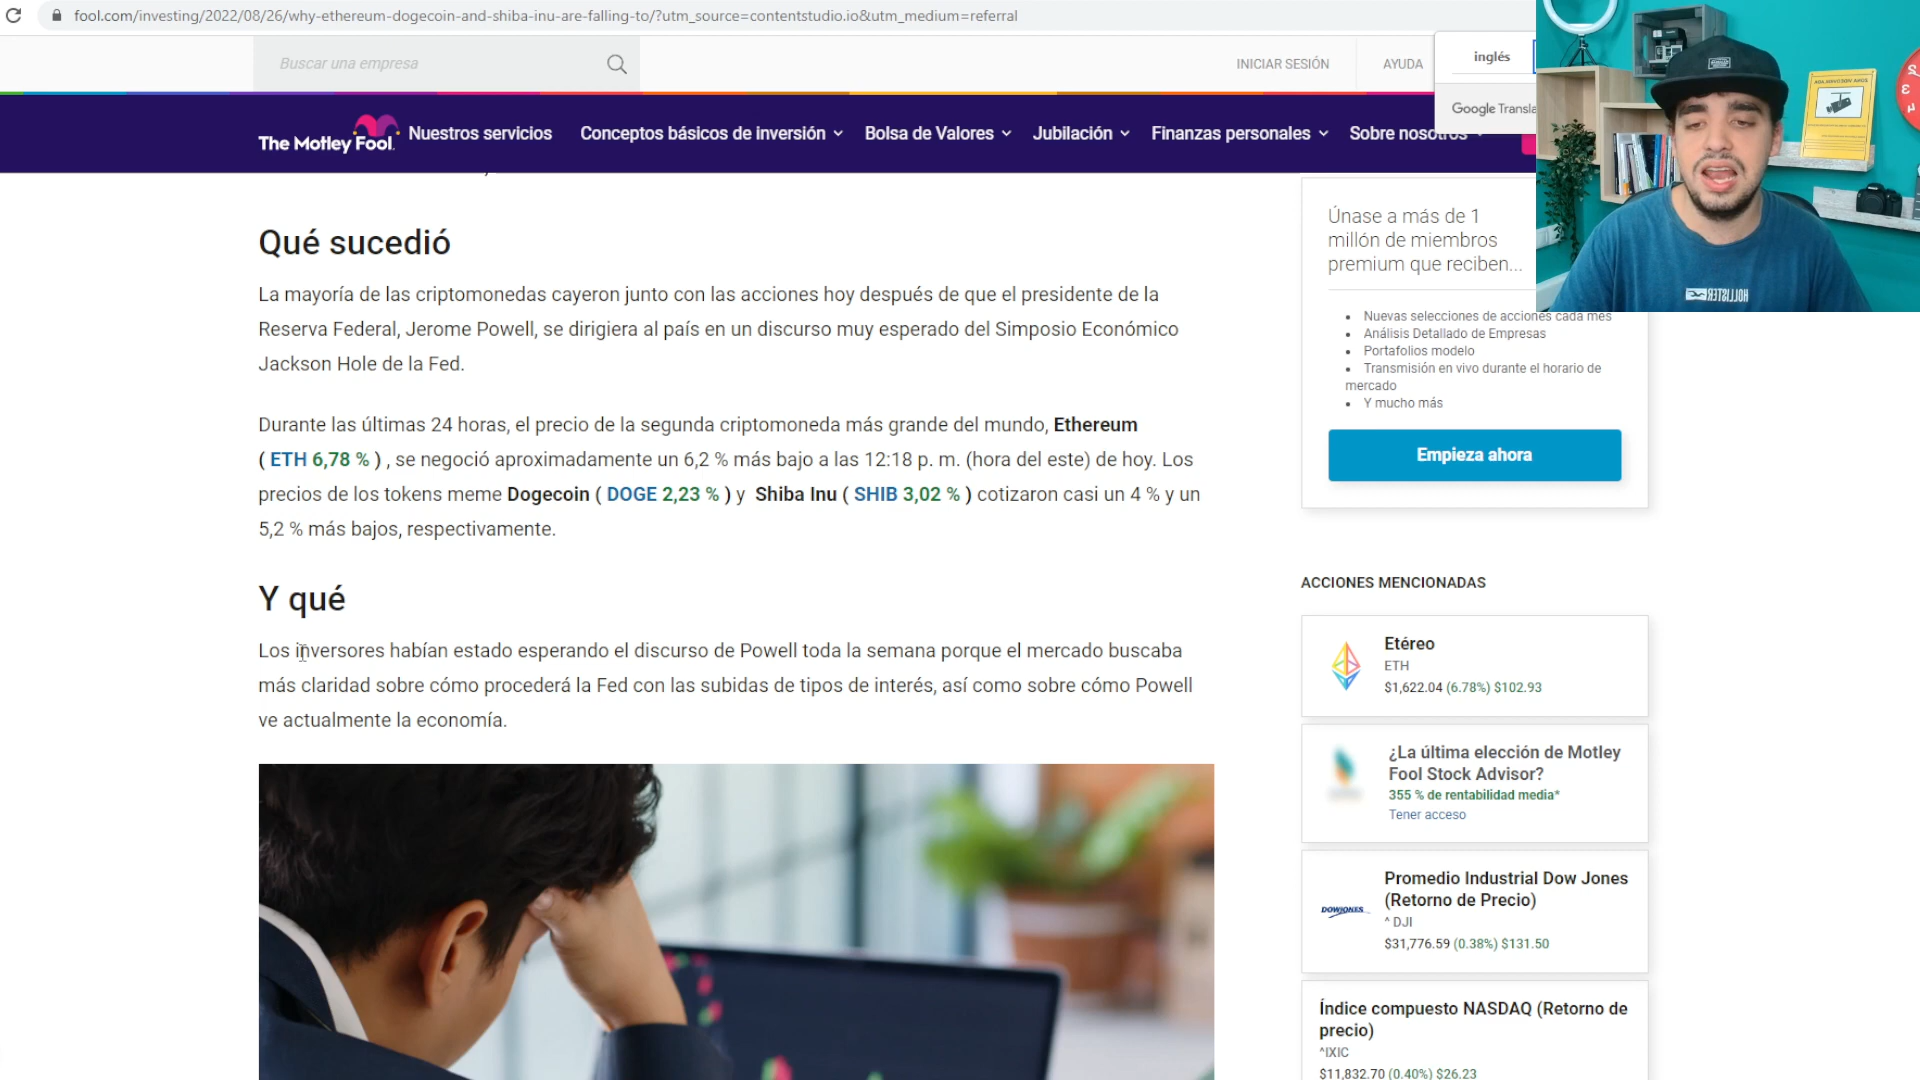 fool.com/investing/2022/08/26/why-ethereum-dogecoin-and-shiba-inu-are-falling-to/?utm_source=contentstudio.io&utm_medium=referral
Buscar una empresa
INICIAR SESIÓN
AYUDA
inglés
Google Transla
The Motley Fool.
Nuestros servicios
Conceptos básicos de inversión
Bolsa de Valores
Jubilación
Finanzas personales
Sobre nosotros
HOLLISTER
Qué sucedió
La mayoría de las criptomonedas cayeron junto con las acciones hoy después de que el presidente de la
Reserva Federal, Jerome Powell, se dirigiera al país en un discurso muy esperado del Simposio Económico
Jackson Hole de la Fed.
Durante las últimas 24 horas, el precio de la segunda criptomoneda más grande del mundo, Ethereum
( ETH 6,78 % ) , se negoció aproximadamente un 6,2 % más bajo a las 12:18 p. m. (hora del este) de hoy. Los
precios de los tokens meme Dogecoin ( DOGE 2,23 % ) y Shiba Inu ( SHIB 3,02 % ) cotizaron casi un 4 % y un
5,2 % más bajos, respectivamente.
Y qué
Los inversores habían estado esperando el discurso de Powell toda la semana porque el mercado buscaba
más claridad sobre cómo procederá la Fed con las subidas de tipos de interés, así como sobre cómo Powell
ve actualmente la economía.
Únase a más de 1
millón de miembros
premium que reciben...
Nuevas selecciones de acciones cada mes
Análisis Detallado de Empresas
Portafolios modelo
Transmisión en vivo durante el horario de
mercado
Y mucho más
Empieza ahora
ACCIONES MENCIONADAS
Etéreo
ETH
$1,622.04 (6.78%) $102.93
¿La última elección de Motley
Fool Stock Advisor?
355 % de rentabilidad media*
Tener acceso
DOWJONES
Promedio Industrial Dow Jones
(Retorno de Precio)
^ DJI
$31,776.59 (0.38%) $131.50
Índice compuesto NASDAQ (Retorno de
precio)
^IXIC
$11,832.70 (0.40%) $26.23